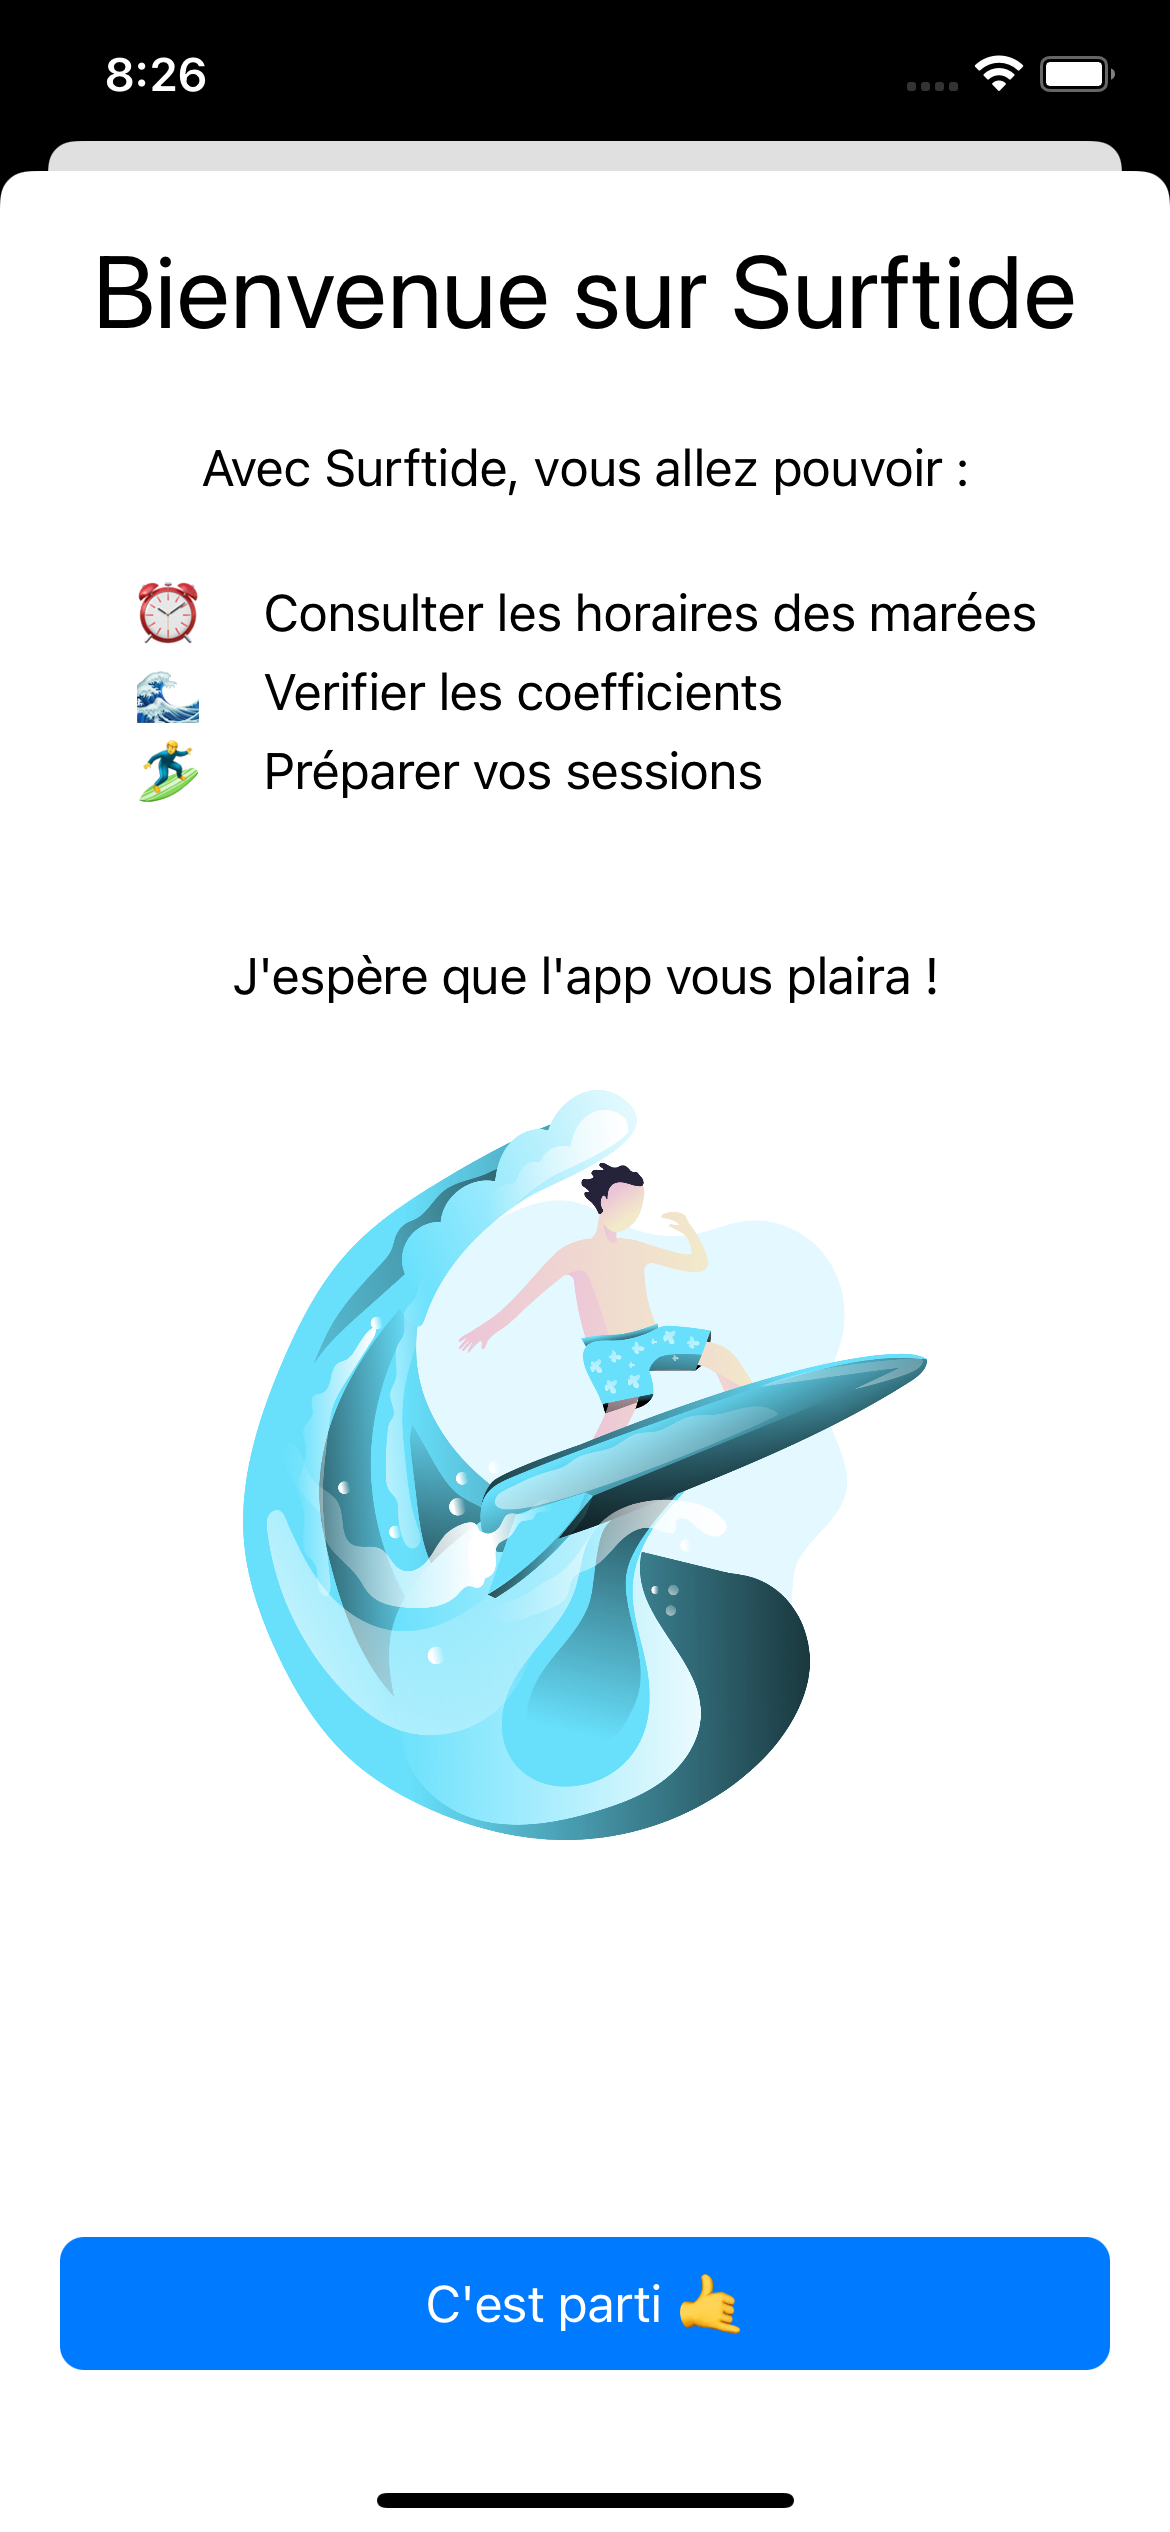 8:26
Bienvenue sur Surftide
Avec Surftide, vous allez pouvoir :
⏰ Consulter les horaires des marées
🌊 Verifier les coefficients
🏄‍♂️ Préparer vos sessions
J'espère que l'app vous plaira !
C'est parti 🤙